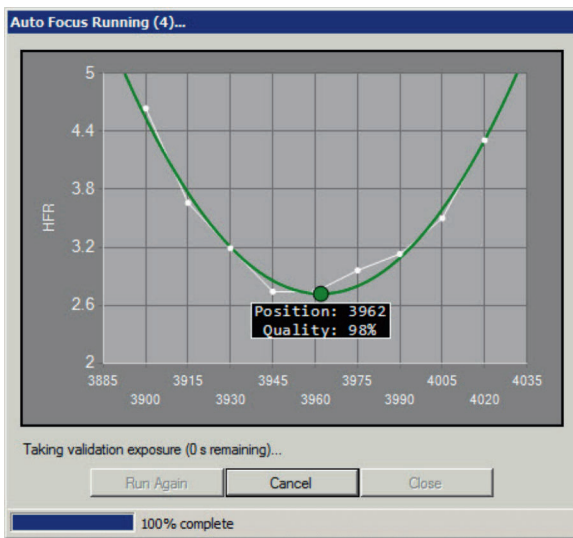 Auto Focus Running (4)...
5
4.4
3.8
3.2
2.6
2
HFR
Position: 3962
Quality: 98%
3885 3915 3945 3975 4005 4035
3900 3930 3960 3990 4020
Taking validation exposure (0 s remaining)...
Run Again Cancel Close
100% complete